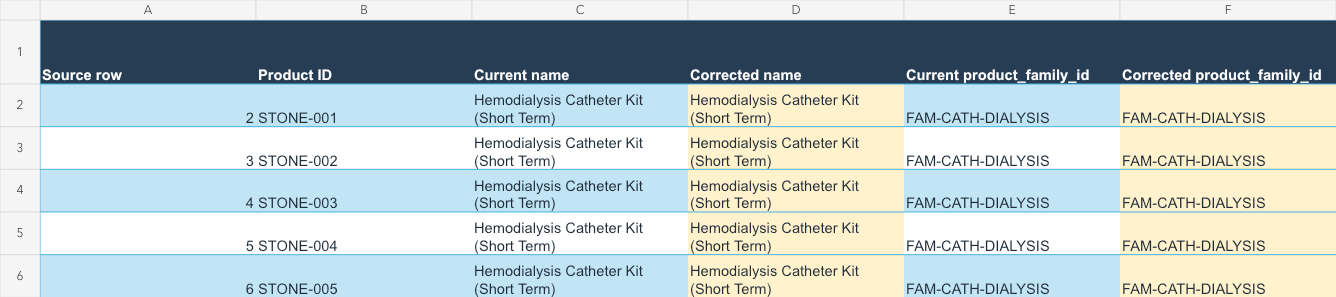 A B C D E F
1
Source row Product ID Current name Corrected name Current product_family_id Corrected product_family_id
2 2 STONE-001 Hemodialysis Catheter Kit (Short Term) Hemodialysis Catheter Kit (Short Term) FAM-CATH-DIALYSIS FAM-CATH-DIALYSIS
3 3 STONE-002 Hemodialysis Catheter Kit (Short Term) Hemodialysis Catheter Kit (Short Term) FAM-CATH-DIALYSIS FAM-CATH-DIALYSIS
4 4 STONE-003 Hemodialysis Catheter Kit (Short Term) Hemodialysis Catheter Kit (Short Term) FAM-CATH-DIALYSIS FAM-CATH-DIALYSIS
5 5 STONE-004 Hemodialysis Catheter Kit (Short Term) Hemodialysis Catheter Kit (Short Term) FAM-CATH-DIALYSIS FAM-CATH-DIALYSIS
6 6 STONE-005 Hemodialysis Catheter Kit (Short Term) Hemodialysis Catheter Kit (Short Term) FAM-CATH-DIALYSIS FAM-CATH-DIALYSIS